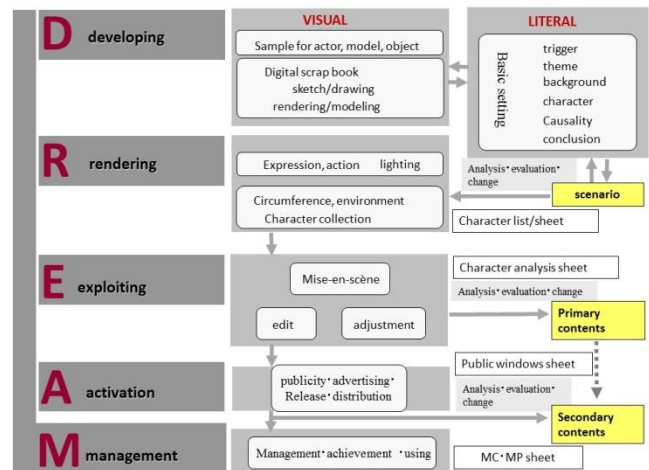 VISUAL
LITERAL
D developing
Sample for actor, model, object
Digital scrap book
sketch/drawing
rendering/modeling
Basic setting
trigger
theme
background
character
Causality
conclusion
R rendering
Expression, action lighting
Circumference, environment
Character collection
Analysis・evaluation・
change
scenario
Character list/sheet
E exploiting
Mise-en-scène
edit
adjustment
Character analysis sheet
Analysis・evaluation・change
Primary
contents
A activation
publicity・advertising・
Release・distribution
Public windows sheet
Analysis・evaluation・
change
Secondary
contents
M management
Management・achievement・using
MC・MP sheet